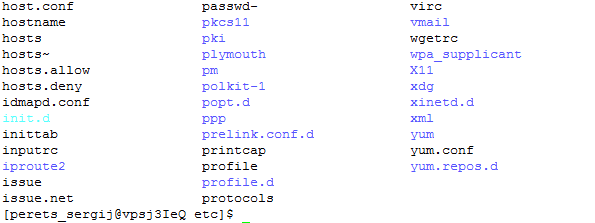 host.conf passwd- virc
hostname pkcs11 vmail
hosts pki wgetrc
hosts~ plymouth wpa_supplicant
hosts.allow pm X11
hosts.deny polkit-1 xdg
idmapd.conf popt.d xinetd.d
init.d ppp xml
inittab prelink.conf.d yum
inputrc printcap yum.conf
iproute2 profile yum.repos.d
issue profile.d
issue.net protocols
[perets_sergij@vpsj3IeQ etc]$